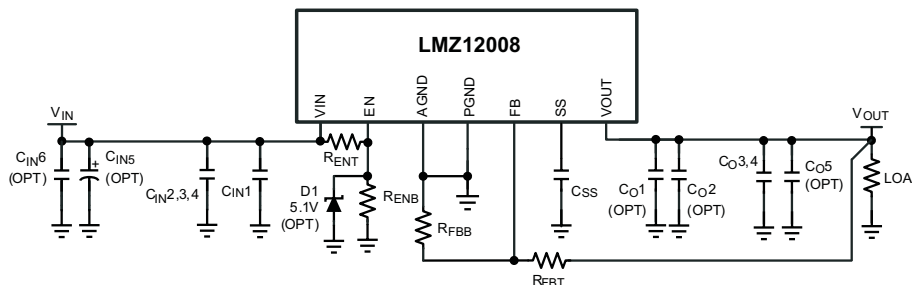 LMZ12008
VIN
EN
AGND
PGND
FB
SS
VOUT
VIN
VOUT
CIN6
(OPT)
+
CIN5
(OPT)
CIN2,3,4
CIN1
RENT
D1
5.1V
(OPT)
RENB
RFBB
CSS
CO1
(OPT)
CO2
(OPT)
CO3,4
CO5
(OPT)
LOA
RFBT